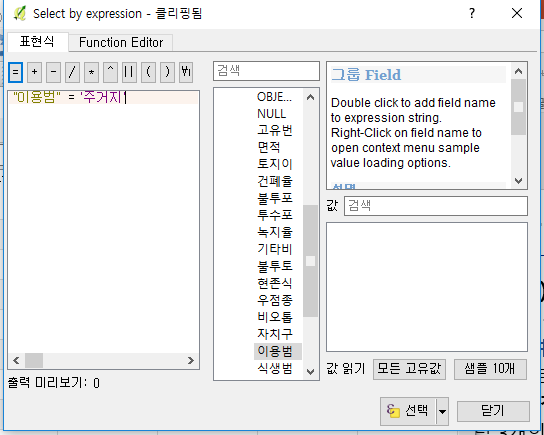 Select by expression - 클리핑됨
? ×
표현식 Function Editor
= + - / * ^ || ( ) '\n'
"이용범" = '주거지'
검색
OBJE...
NULL
고유번
면적
토지이
건폐율
불투포
투수포
녹지율
기타비
불투토
현존식
우점종
비오톱
자치구
이용범
식생범
그룹 Field
Double click to add field name
to expression string.
Right-Click on field name to
open context menu sample
value loading options.
값 검색
값 읽기 모든 고유값 샘플 10개
출력 미리보기: 0
선택 닫기